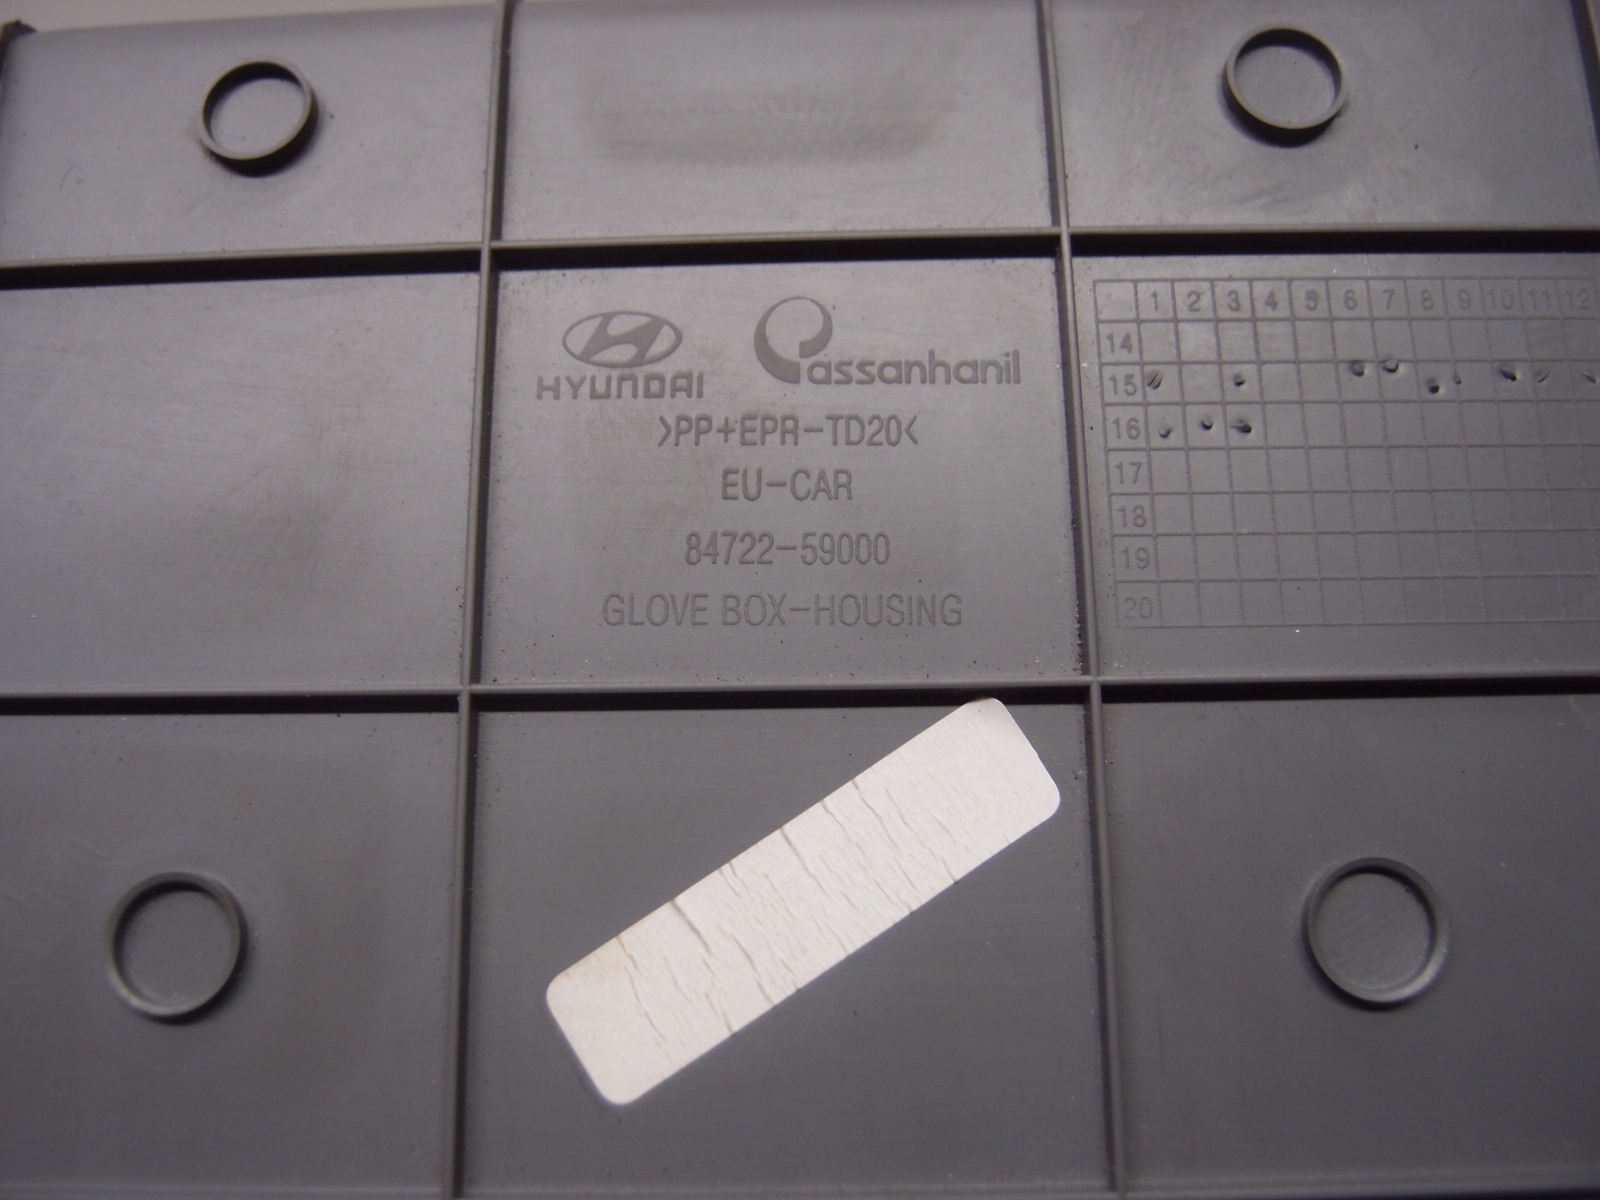 HYUNDAI
assanhanil
>PP+EPR-TD20<
EU-CAR
84722-59000
GLOVE BOX-HOUSING
1 2 3 4 5 6 7 8 9 10 11 12
14
15
16
17
18
19
20